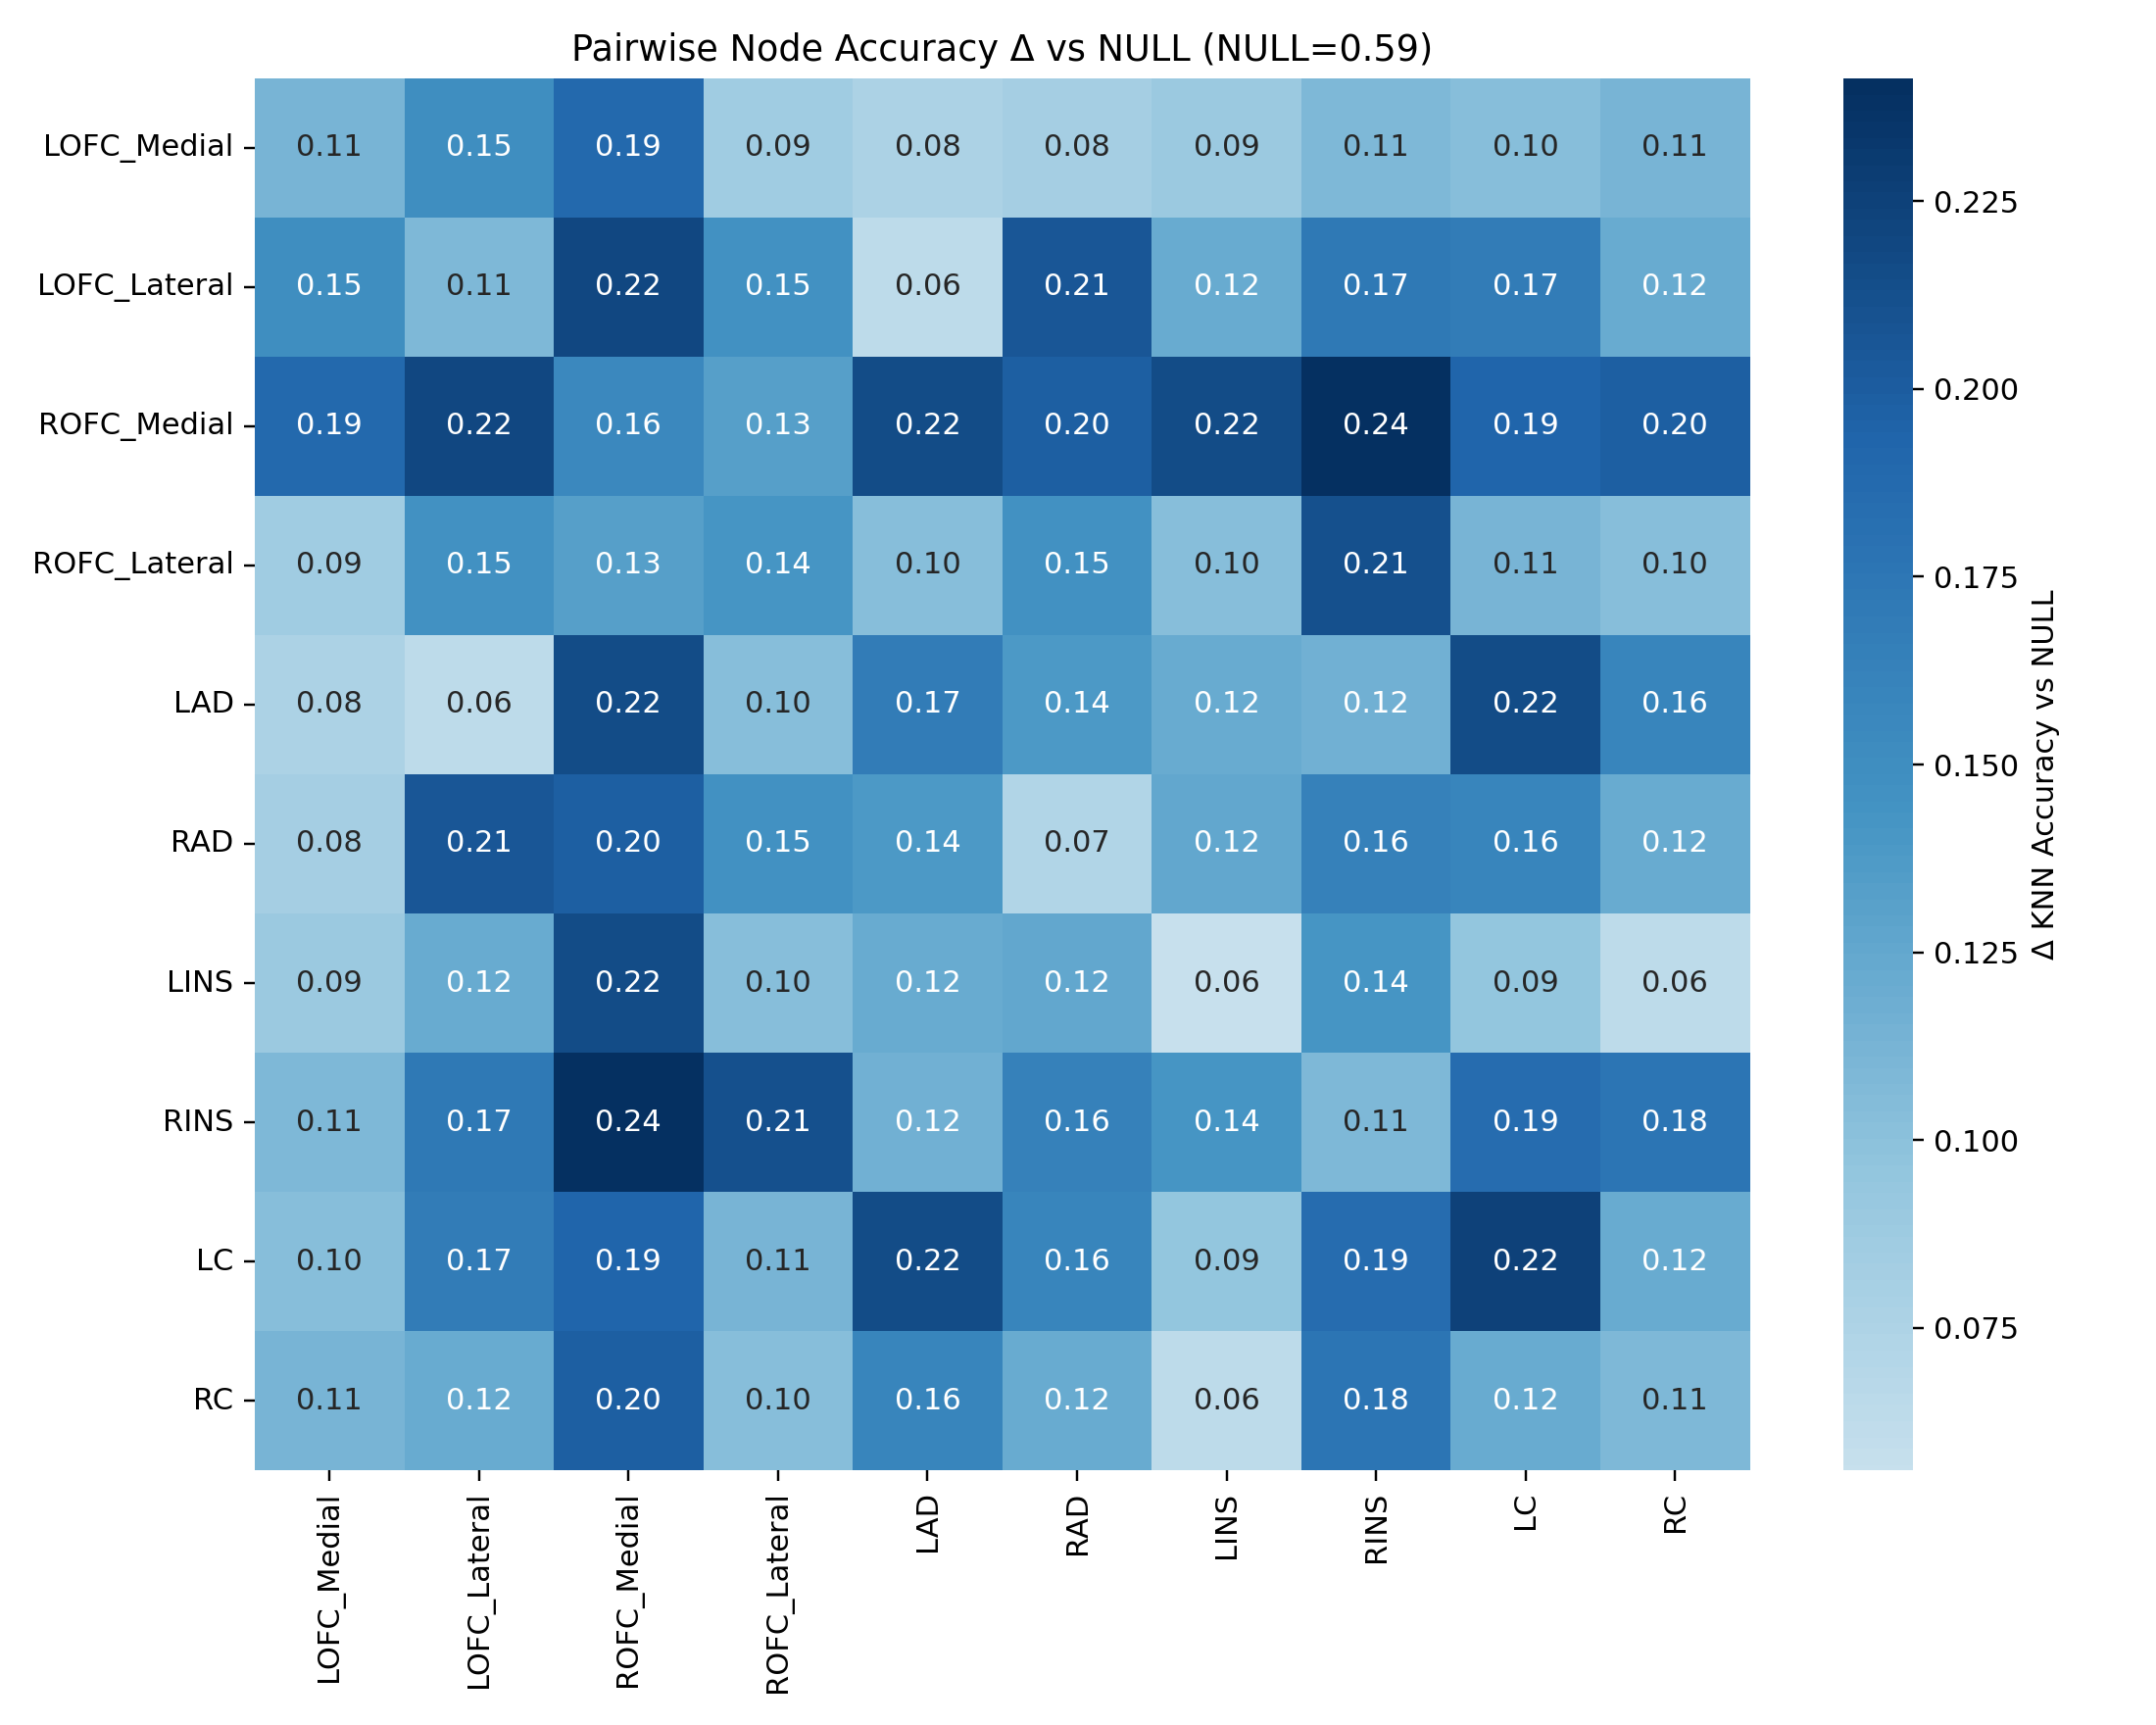 Pairwise Node Accuracy Δ vs NULL (NULL=0.59)
LOFC_Medial 0.11 0.15 0.19 0.09 0.08 0.08 0.09 0.11 0.10 0.11
LOFC_Lateral 0.15 0.11 0.22 0.15 0.06 0.21 0.12 0.17 0.17 0.12
ROFC_Medial 0.19 0.22 0.16 0.13 0.22 0.20 0.22 0.24 0.19 0.20
ROFC_Lateral 0.09 0.15 0.13 0.14 0.10 0.15 0.10 0.21 0.11 0.10
LAD 0.08 0.06 0.22 0.10 0.17 0.14 0.12 0.12 0.22 0.16
RAD 0.08 0.21 0.20 0.15 0.14 0.07 0.12 0.16 0.16 0.12
LINS 0.09 0.12 0.22 0.10 0.12 0.12 0.06 0.14 0.09 0.06
RINS 0.11 0.17 0.24 0.21 0.12 0.16 0.14 0.11 0.19 0.18
LC 0.10 0.17 0.19 0.11 0.22 0.16 0.09 0.19 0.22 0.12
RC 0.11 0.12 0.20 0.10 0.16 0.12 0.06 0.18 0.12 0.11
LOFC_Medial
LOFC_Lateral
ROFC_Medial
ROFC_Lateral
LAD
RAD
LINS
RINS
LC
RC
0.225
0.200
0.175
0.150
0.125
0.100
0.075
Δ KNN Accuracy vs NULL